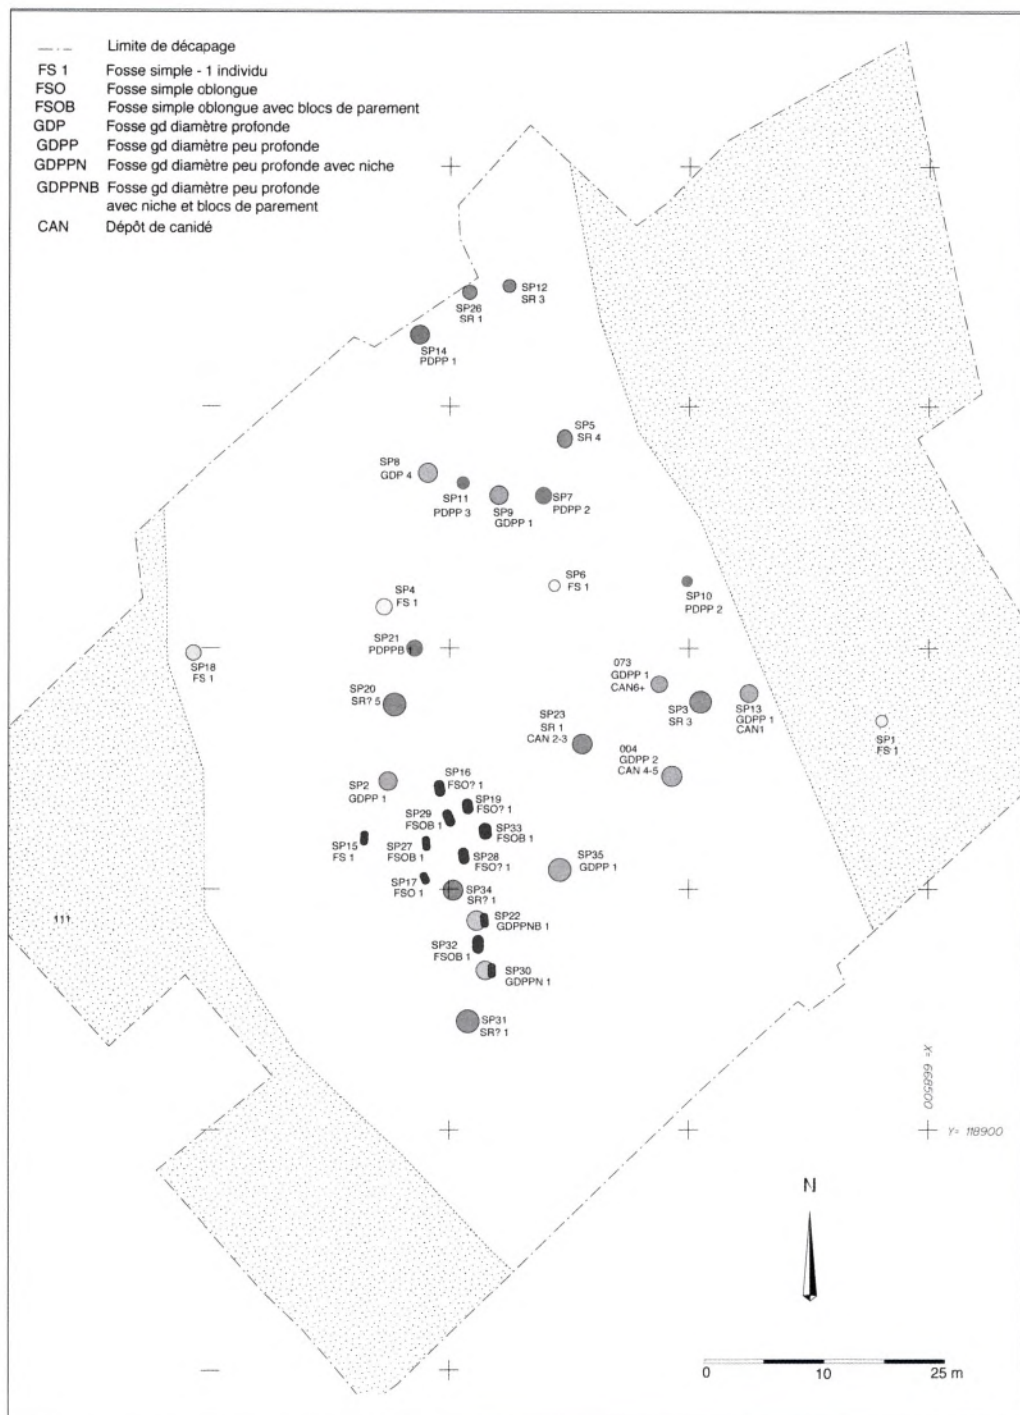 Limite de décapage
FS 1 Fosse simple - 1 individu
FSO Fosse simple oblongue
FSOB Fosse simple oblongue avec blocs de parement
GDP Fosse gd diamètre profonde
GDPP Fosse gd diamètre peu profonde
GDPPN Fosse gd diamètre peu profonde avec niche
GDPPNB Fosse gd diamètre peu profonde
avec niche et blocs de parement
CAN Dépôt de canidé
SP12
SR 3
SP26
SR 1
SP14
PDPP 1
SP5
SR 4
SP8
GDP 4
SP11
PDPP 3
SP9
GDPP 1
SP7
PDPP 2
SP6
FS 1
SP10
PDPP 2
SP4
FS 1
SP21
PDPPB 1
SP18
FS 1
073
GDPP 1
CAN6+
SP20
SR? 5
SP3
SR 3
SP13
GDPP 1
CAN1
SP1
FS 1
SP23
SR 1
CAN 2-3
004
GDPP 2
CAN 4-5
SP2
GDPP 1
SP16
FSO? 1
SP19
FSO? 1
SP29
FSOB 1
SP33
FSOB 1
SP15
FS 1
SP27
FSOB 1
SP28
FSO? 1
SP35
GDPP 1
SP17
FSO 1
SP34
SR? 1
111
SP22
GDPPNB 1
SP32
FSOB 1
SP30
GDPPN 1
SP31
SR? 1
X= 668500
Y= 118900
N
0 10 25 m